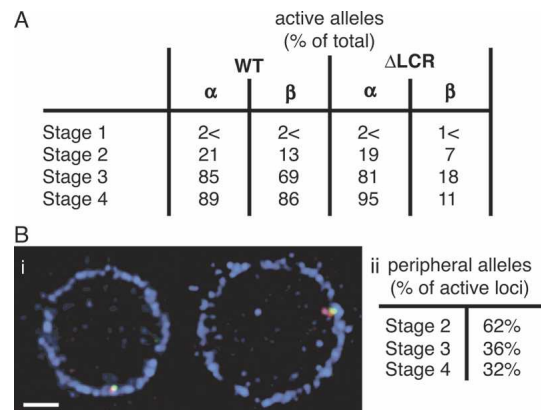 A
active alleles
(% of total)
WT ΔLCR
α β α β
Stage 1 2< 2< 2< 1<
Stage 2 21 13 19 7
Stage 3 85 69 81 18
Stage 4 89 86 95 11
B
i
ii peripheral alleles
(% of active loci)
Stage 2 62%
Stage 3 36%
Stage 4 32%